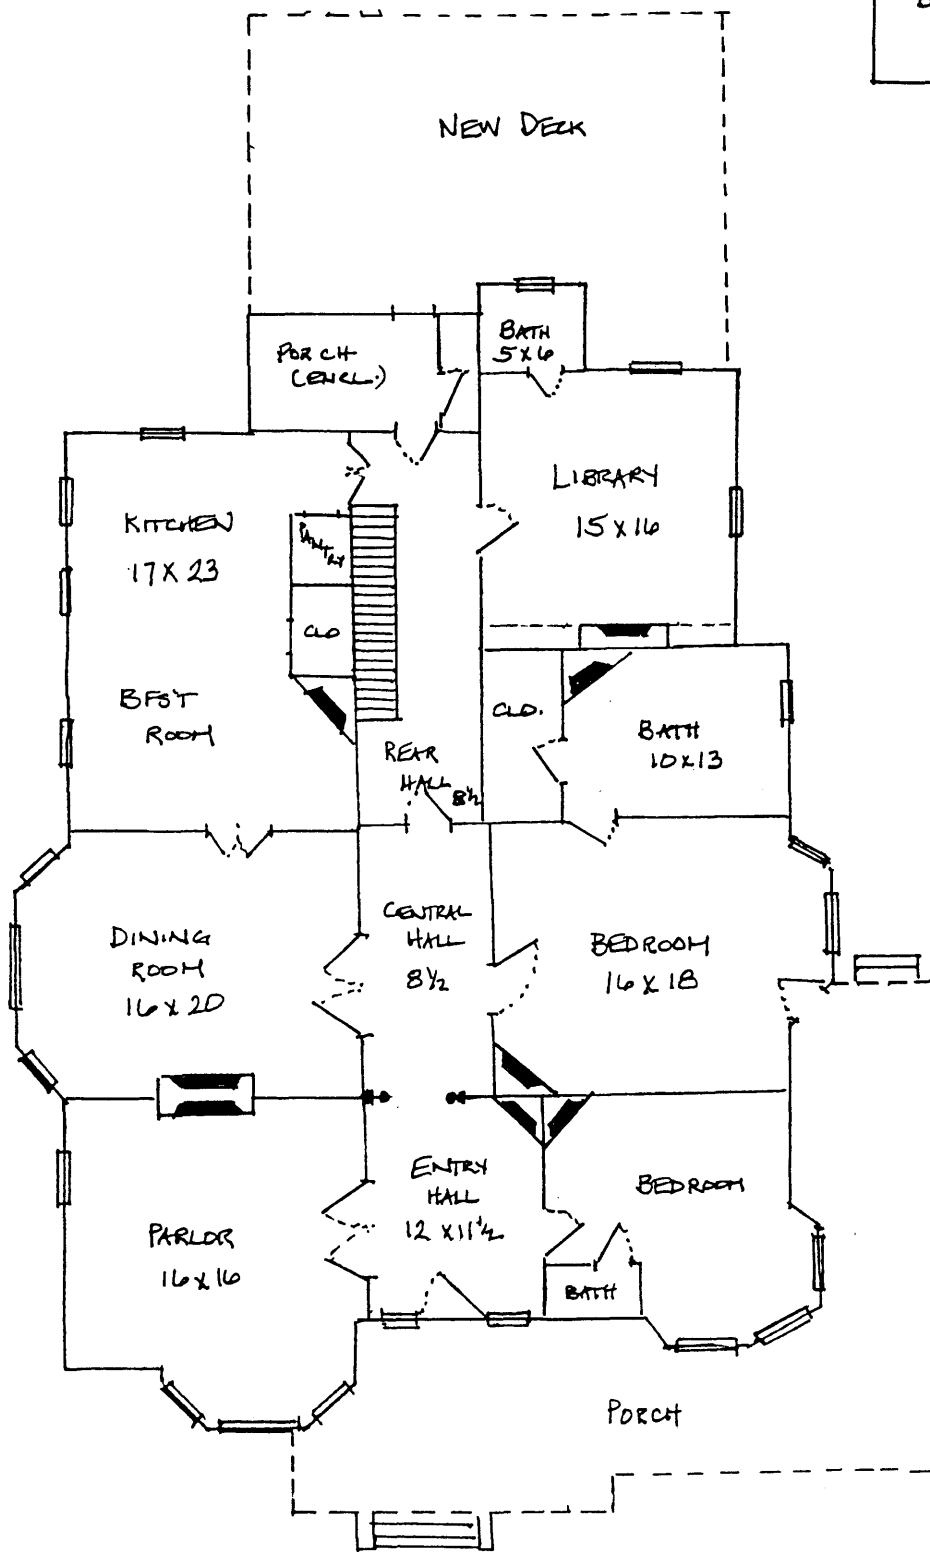 NEW DECK
PORCH
(ENCL.)
BATH
5 X 6
LIBRARY
15 X 16
KITCHEN
17 X 23
PANTRY
CLO
BFST
ROOM
CLO.
BATH
10 X 13
REAR
HALL
8½
DINING
ROOM
16 X 20
CENTRAL
HALL
8½
BEDROOM
16 X 18
ENTRY
HALL
12 X 11½
BEDROOM
PARLOR
16 X 16
BATH
PORCH